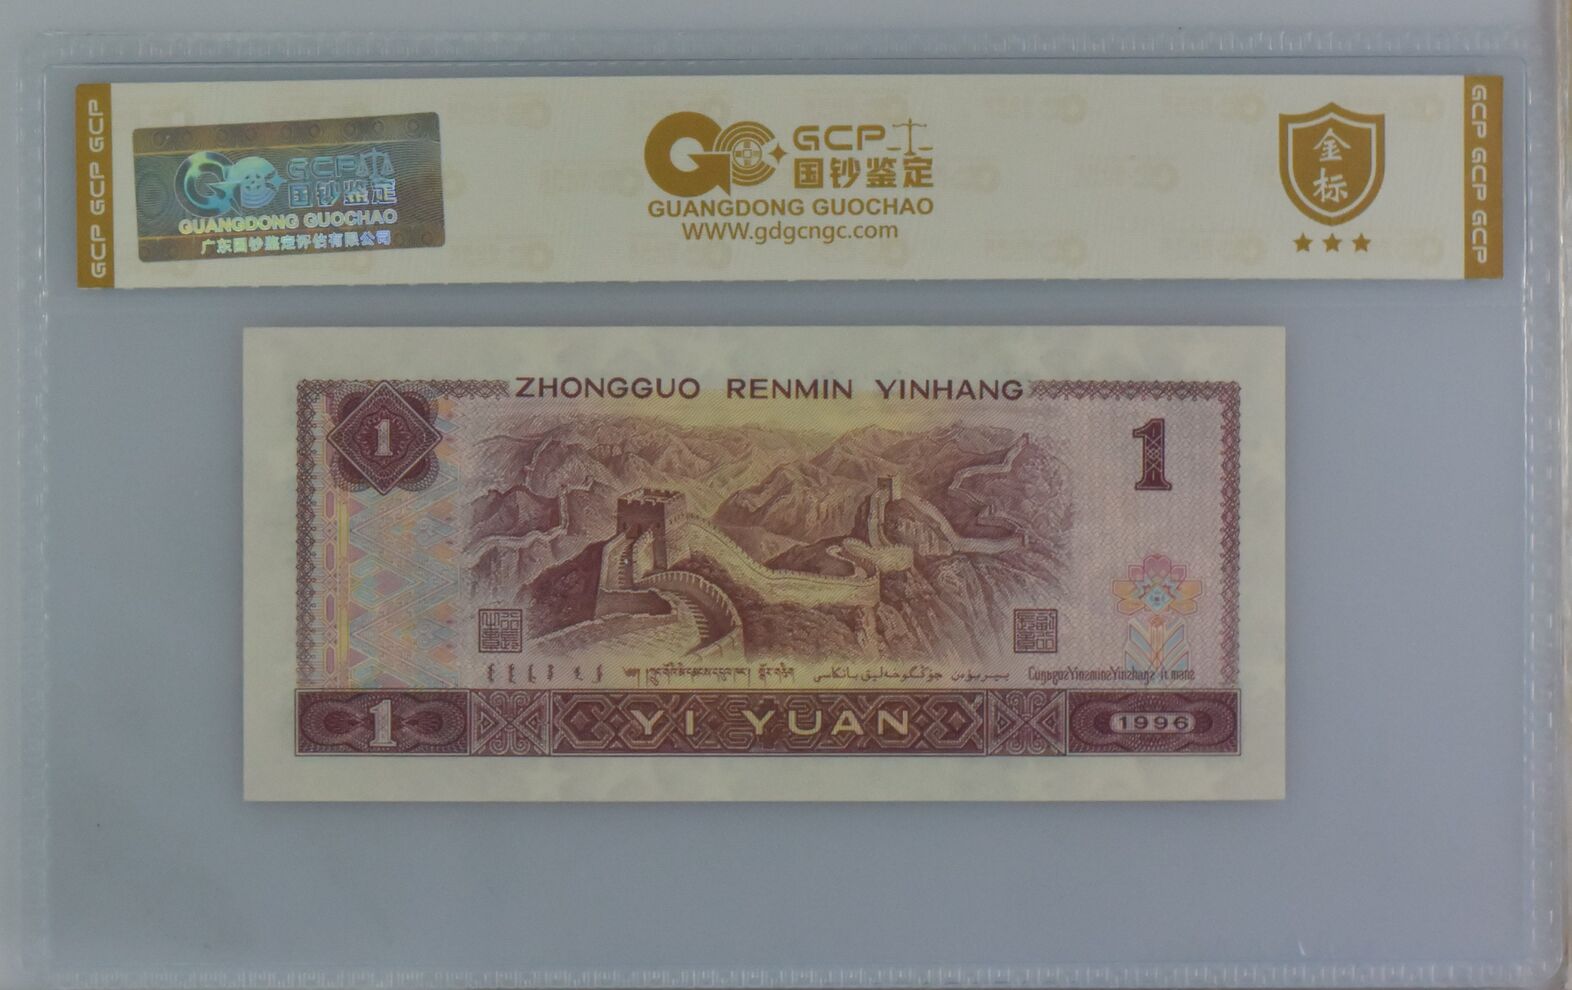 GCP GCP GCP
GCP
国钞鉴定
GUANGDONG GUOCHAO
广东国钞鉴定评估有限公司
GCP
国钞鉴定
GUANGDONG GUOCHAO
WWW.gdgcngc.com
金标
GCP GCP GCP
ZHONGGUO RENMIN YINHANG
1
1
1
YI YUAN
1996